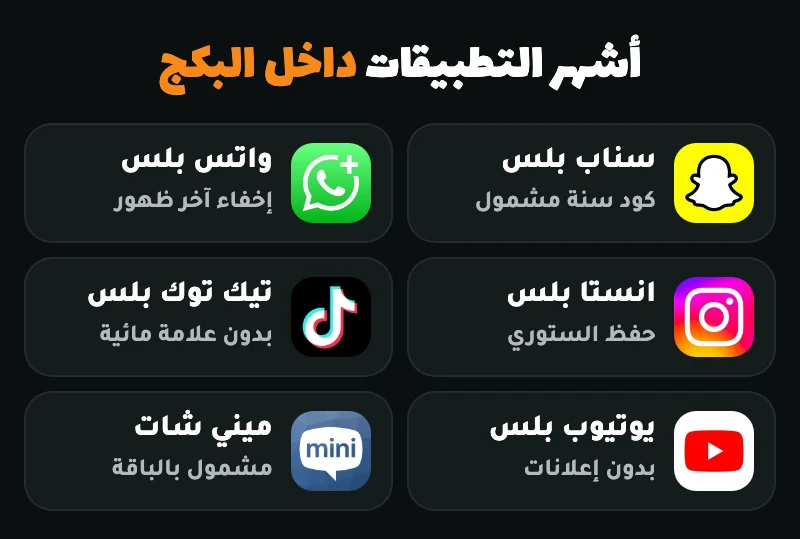 أشهر التطبيقات داخل البكج
سناب بلس
كود سنة مشمول
واتس بلس
إخفاء آخر ظهور
انستا بلس
حفظ الستوري
تيك توك بلس
بدون علامة مائية
يوتيوب بلس
بدون إعلانات
ميني شات
مشمول بالباقة
mini